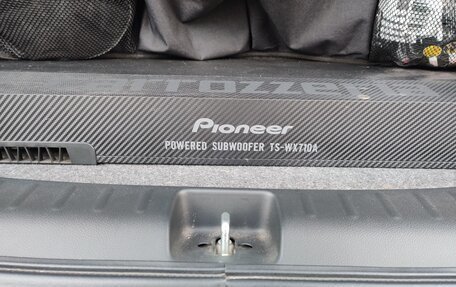 carrozzeria
Pioneer
POWERED SUBWOOFER TS-WX710A